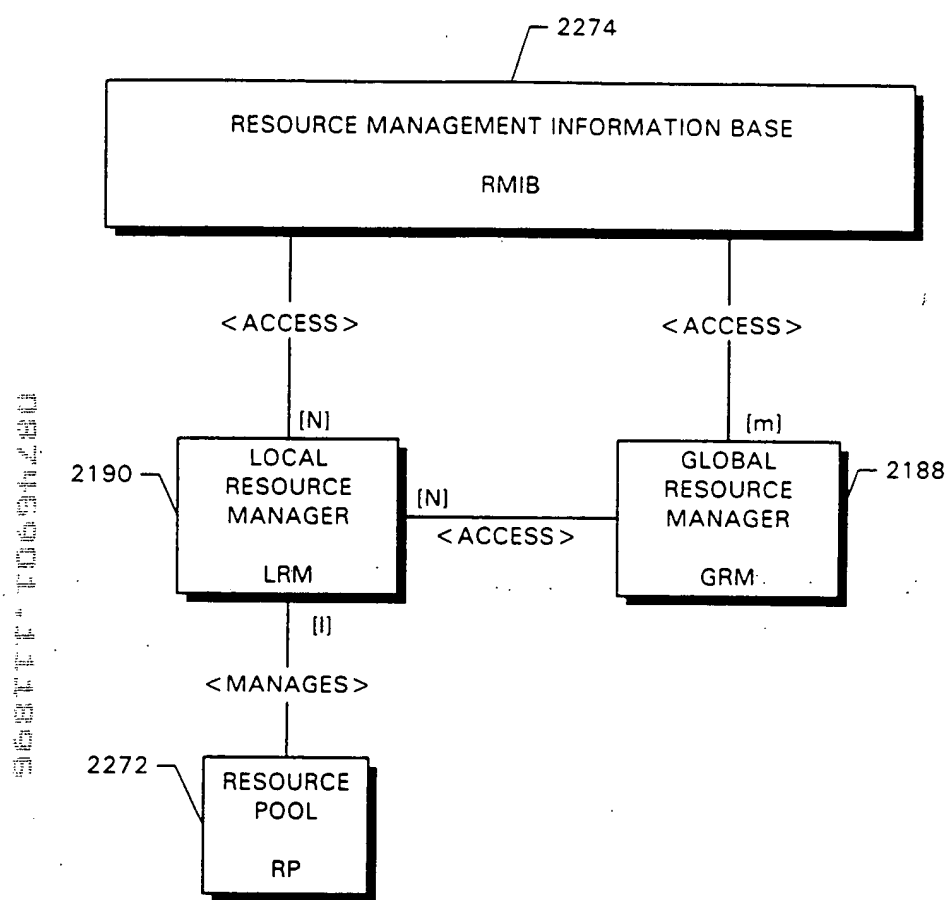 2274
RESOURCE MANAGEMENT INFORMATION BASE
RMIB
<ACCESS>
<ACCESS>
[N]
[m]
2190
LOCAL
RESOURCE
MANAGER
LRM
[N]
<ACCESS>
GLOBAL
RESOURCE
MANAGER
GRM
2188
[I]
<MANAGES>
2272
RESOURCE
POOL
RP